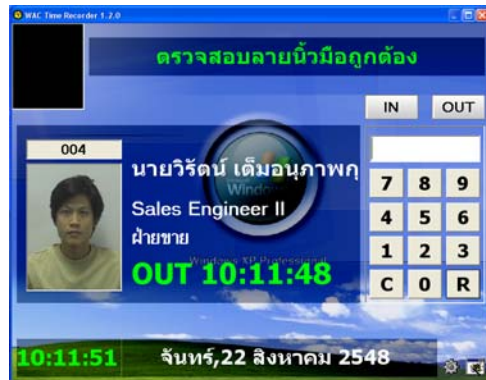 WAC Time Recorder 1.2.0
ตรวจสอบลายนิ้วมือถูกต้อง
IN OUT
004
นายวิรัตน์ เต็มอนุภาพกุ
Sales Engineer II
ฝ่ายขาย
Windows XP Professional
OUT 10:11:48
7 8 9
4 5 6
1 2 3
C 0 R
10:11:51
จันทร์,22 สิงหาคม 2548